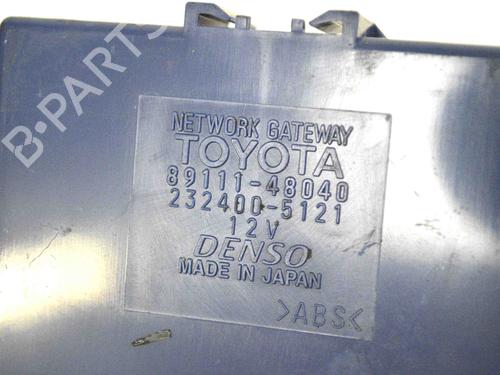 B-PARTS
NETWORK GATEWAY
TOYOTA
89111-48040
232400-5121
12V
DENSO
MADE IN JAPAN
>ABS<